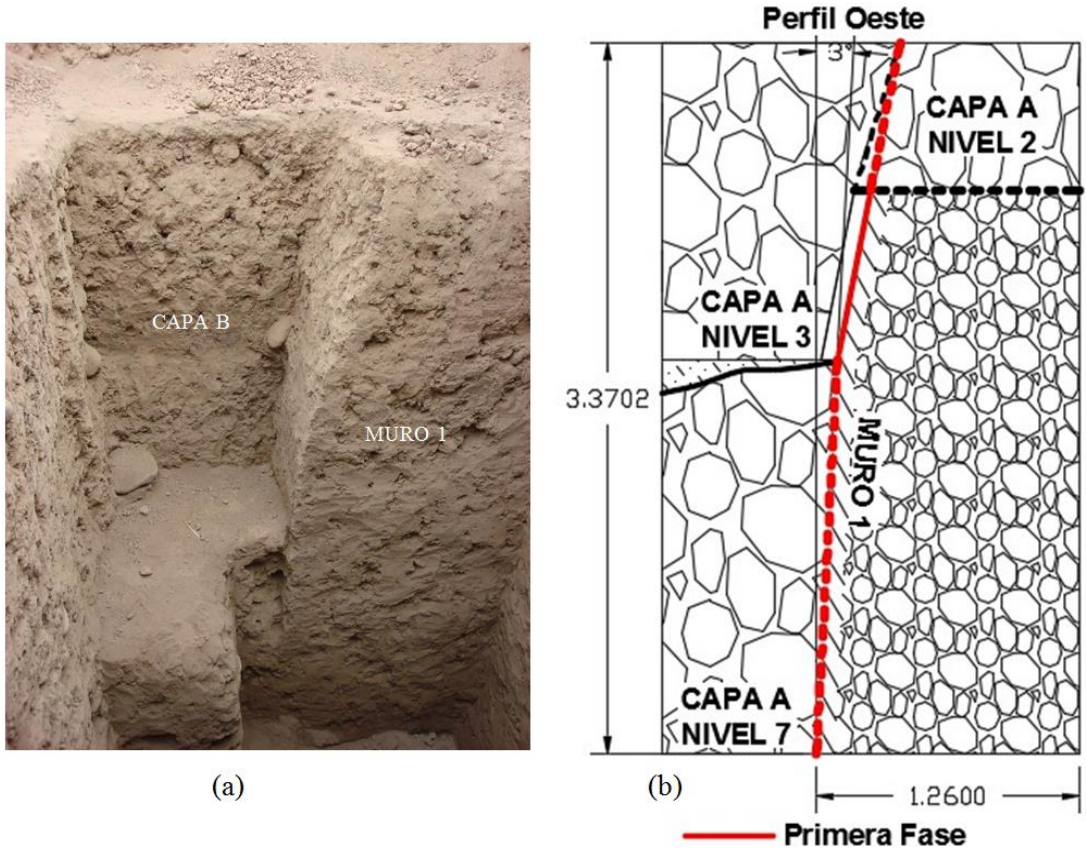 CAPA B
MURO 1
(a)
Perfil Oeste
3°
CAPA A
NIVEL 2
CAPA A
NIVEL 3
3.3702
MURO 1
CAPA A
NIVEL 7
(b)
1.2600
Primera Fase